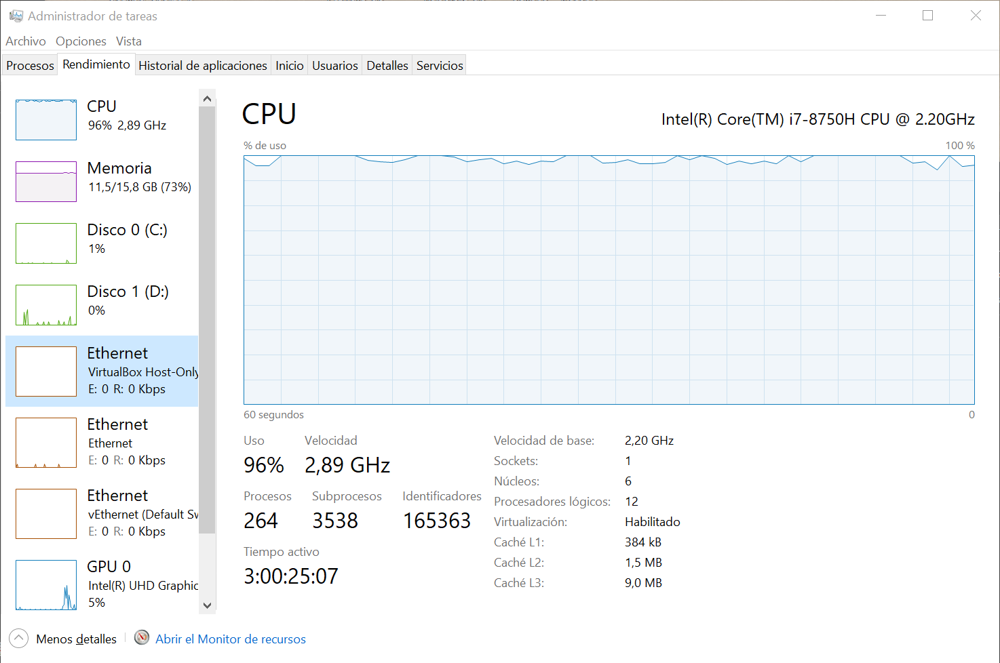 Administrador de tareas
Archivo Opciones Vista
Procesos Rendimiento Historial de aplicaciones Inicio Usuarios Detalles Servicios
CPU
96% 2,89 GHz
Memoria
11,5/15,8 GB (73%)
Disco 0 (C:)
1%
Disco 1 (D:)
0%
Ethernet
VirtualBox Host-Only
E: 0 R: 0 Kbps
Ethernet
Ethernet
E: 0 R: 0 Kbps
Ethernet
vEthernet (Default Sw
E: 0 R: 0 Kbps
GPU 0
Intel(R) UHD Graphic
5%
CPU
Intel(R) Core(TM) i7-8750H CPU @ 2.20GHz
% de uso 100 %
60 segundos 0
Uso Velocidad
96% 2,89 GHz
Procesos Subprocesos Identificadores
264 3538 165363
Tiempo activo
3:00:25:07
Velocidad de base: 2,20 GHz
Sockets: 1
Núcleos: 6
Procesadores lógicos: 12
Virtualización: Habilitado
Caché L1: 384 kB
Caché L2: 1,5 MB
Caché L3: 9,0 MB
Menos detalles Abrir el Monitor de recursos